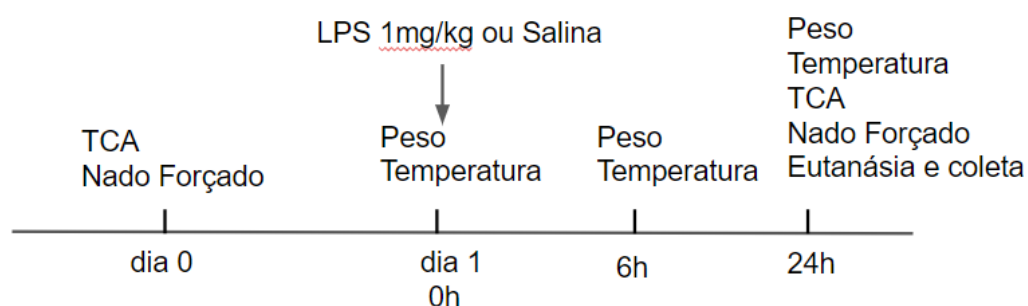 LPS 1mg/kg ou Salina
TCA
Nado Forçado
Peso
Temperatura
Peso
Temperatura
Peso
Temperatura
TCA
Nado Forçado
Eutanásia e coleta
dia 0
dia 1
0h
6h
24h